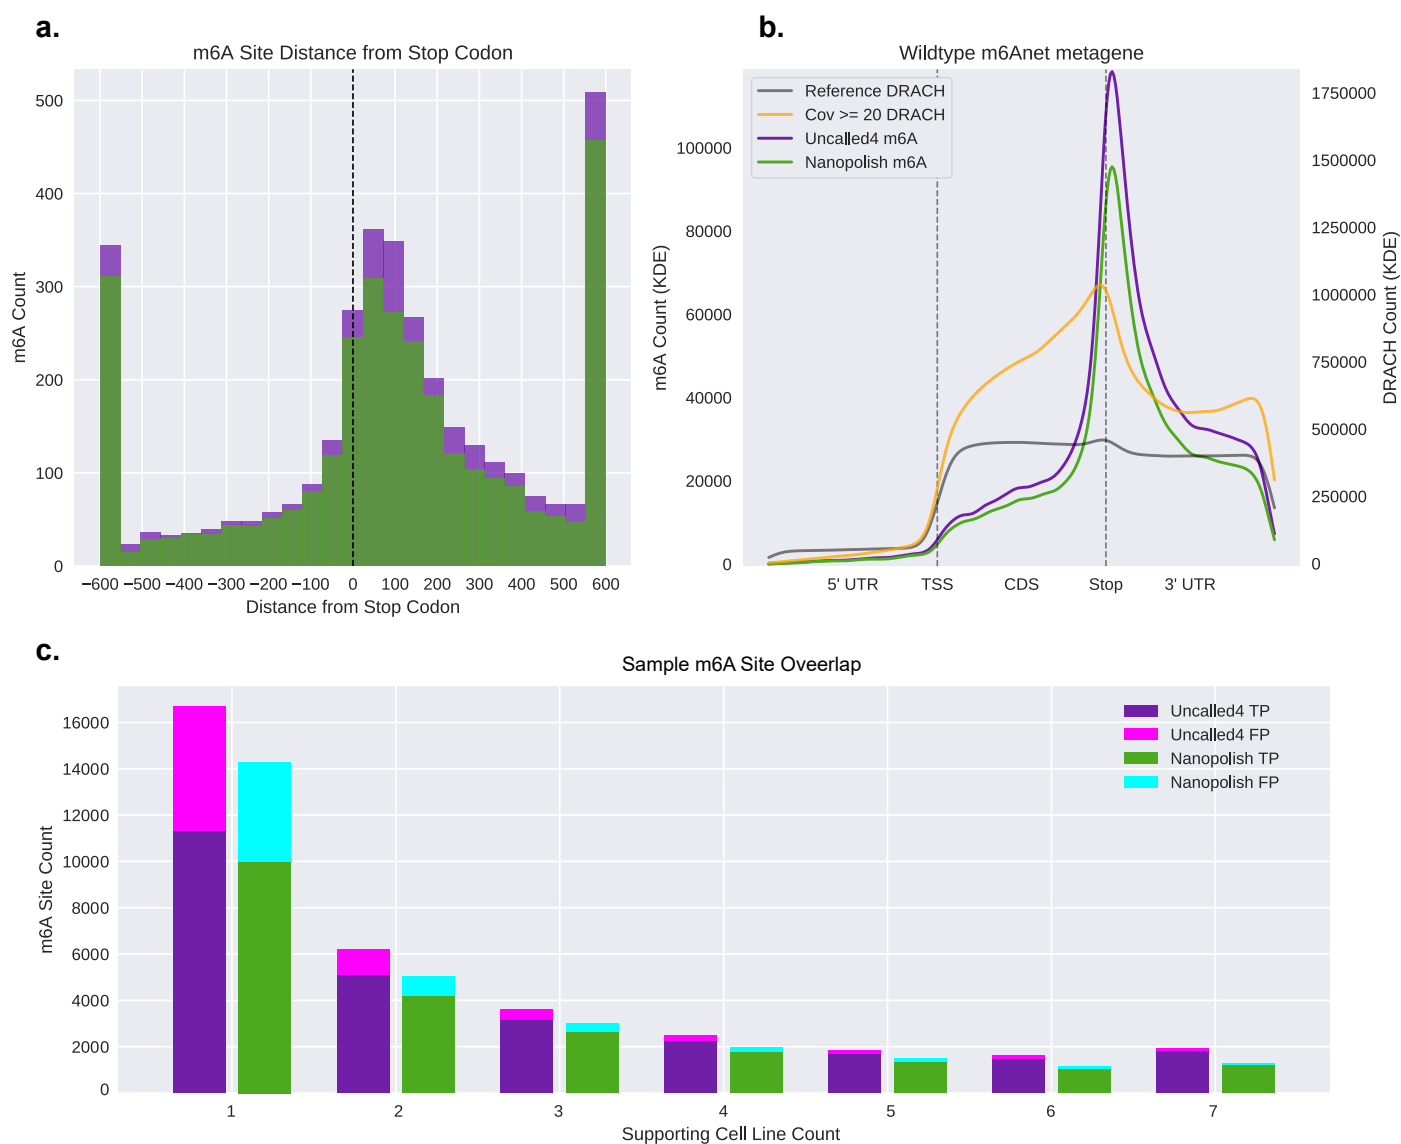 a.
m6A Site Distance from Stop Codon
500
400
300
200
100
0
m6A Count
−600 −500 −400 −300 −200 −100 0 100 200 300 400 500 600
Distance from Stop Codon
b.
Wildtype m6Anet metagene
Reference DRACH
Cov >= 20 DRACH
Uncalled4 m6A
Nanopolish m6A
100000
80000
60000
40000
20000
0
m6A Count (KDE)
1750000
1500000
1250000
1000000
750000
500000
250000
0
DRACH Count (KDE)
5' UTR TSS CDS Stop 3' UTR
c.
Sample m6A Site Oveerlap
Uncalled4 TP
Uncalled4 FP
Nanopolish TP
Nanopolish FP
16000
14000
12000
10000
8000
6000
4000
2000
0
m6A Site Count
1 2 3 4 5 6 7
Supporting Cell Line Count